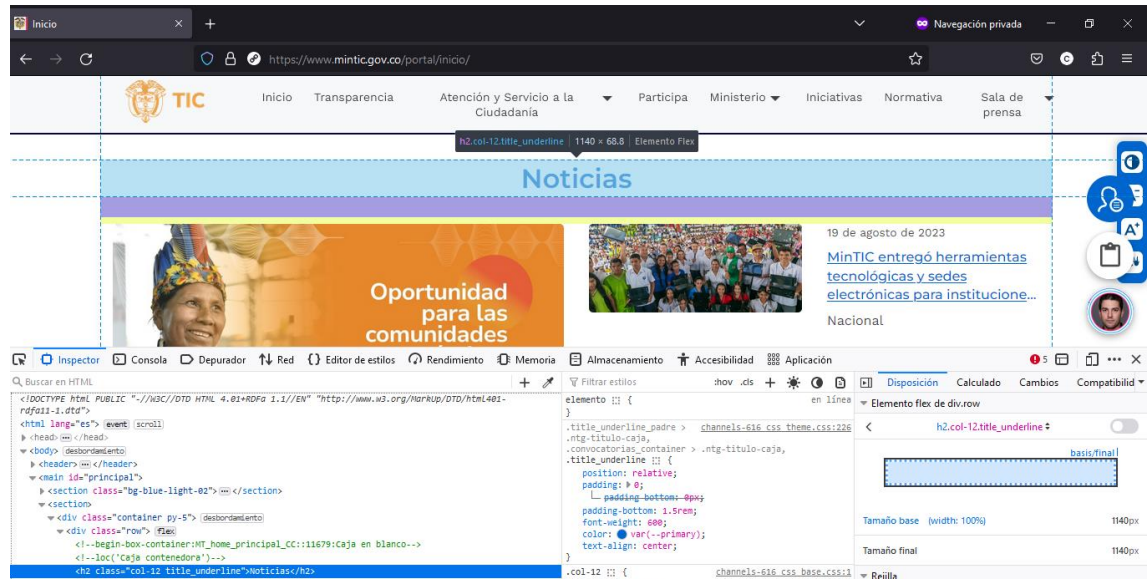 Inicio
Navegación privada
https://www.mintic.gov.co/portal/inicio/
TIC
Inicio
Transparencia
Atención y Servicio a la
Ciudadanía
Participa
Ministerio
Iniciativas
Normativa
Sala de
prensa
h2.col-12.title_underline | 1140 × 68.8 | Elemento Flex
Noticias
A+
Oportunidad
para las
comunidades
19 de agosto de 2023
MinTIC entregó herramientas
tecnológicas y sedes
electrónicas para institucione...
Nacional
Inspector
Consola
Depurador
Red
Editor de estilos
Rendimiento
Memoria
Almacenamiento
Accesibilidad
Aplicación
5
Buscar en HTML
<!DOCTYPE html PUBLIC "-//W3C//DTD HTML 4.01+RDFa 1.1//EN" "http://www.w3.org/MarkUp/DTD/html401-
rdfa11-1.dtd">
<html lang="es"> event scroll
<head> ... </head>
<body> desbordamiento
<header> ... </header>
<main id="principal">
<section class="bg-blue-light-02"> ... </section>
<section>
<div class="container py-5"> desbordamiento
<div class="row"> flex
<!--begin-box-container:MT_home_principal_CC::11679:Caja en blanco-->
<!--loc('Caja contenedora')-->
<h2 class="col-12 title_underline">Noticias</h2>
Filtrar estilos
:hov .cls
elemento {
en línea
}
.title_underline_padre > channels-616_css_theme.css:226
.ntg-titulo-caja,
.convocatorias_container > .ntg-titulo-caja,
.title_underline {
position: relative;
padding: 0;
padding-bottom: 0px;
padding-bottom: 1.5rem;
font-weight: 600;
color: var(--primary);
text-align: center;
}
.col-12 { channels-616_css_base.css:1
Disposición
Calculado
Cambios
Compatibilid
Elemento flex de div.row
h2.col-12.title_underline
basis/final
Tamaño base (width: 100%) 1140px
Tamaño final 1140px
Rejilla